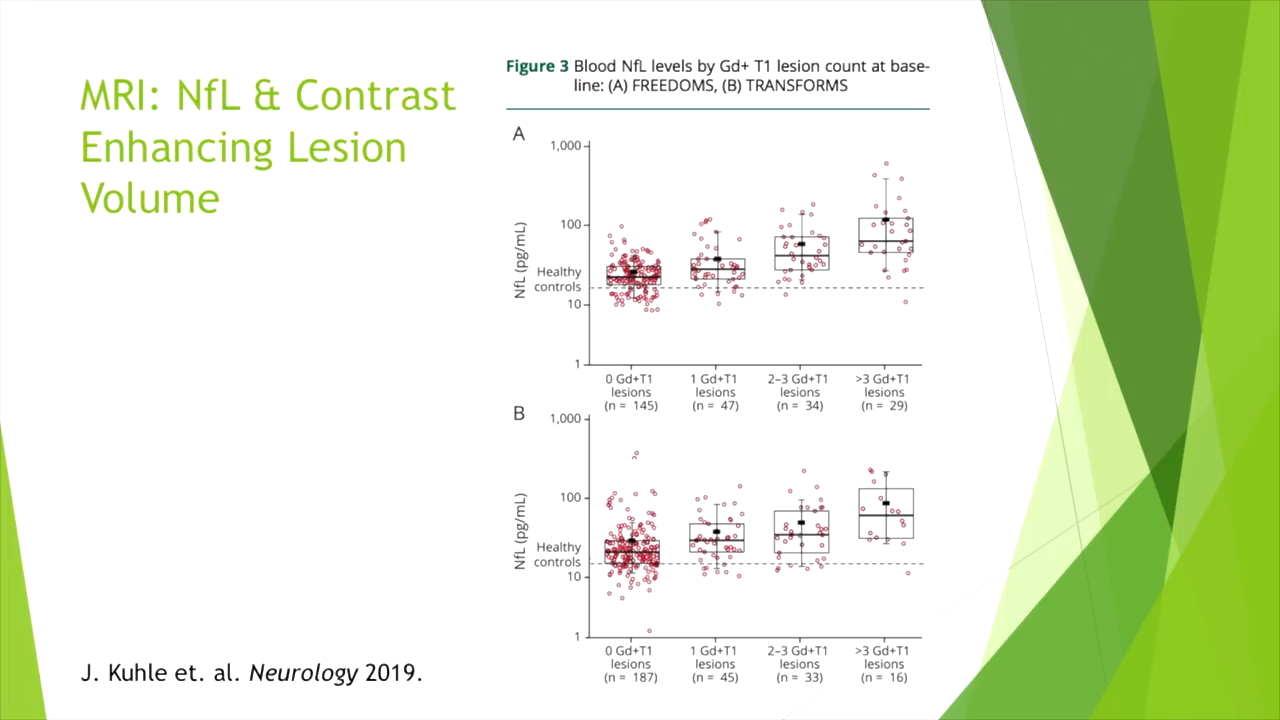 MRI: NfL & Contrast
Enhancing Lesion
Volume
Figure 3 Blood NfL levels by Gd+ T1 lesion count at base-
line: (A) FREEDOMS, (B) TRANSFORMS
A
1,000
100
10
1
NfL (pg/mL)
Healthy
controls
0 Gd+T1
lesions
(n = 145)
1 Gd+T1
lesions
(n = 47)
2–3 Gd+T1
lesions
(n = 34)
>3 Gd+T1
lesions
(n = 29)
B
1,000
100
10
1
NfL (pg/mL)
Healthy
controls
0 Gd+T1
lesions
(n = 187)
1 Gd+T1
lesions
(n = 45)
2–3 Gd+T1
lesions
(n = 33)
>3 Gd+T1
lesions
(n = 16)
J. Kuhle et. al. Neurology 2019.